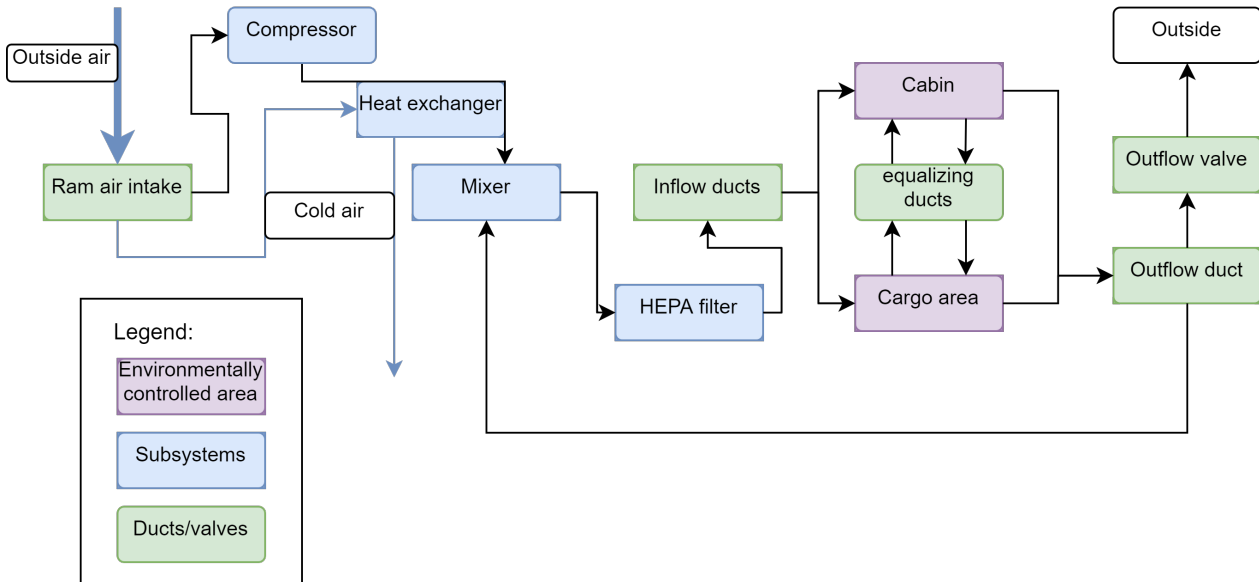 Outside air
Compressor
Heat exchanger
Ram air intake
Cold air
Mixer
HEPA filter
Inflow ducts
Cabin
equalizing
ducts
Cargo area
Outside
Outflow valve
Outflow duct
Legend:
Environmentally
controlled area
Subsystems
Ducts/valves